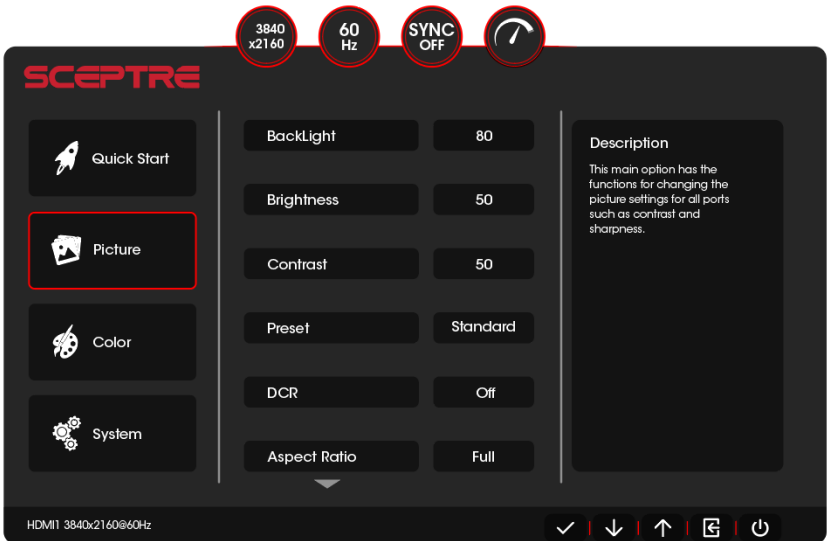 3840
x2160
60
Hz
SYNC
OFF
SCEPTRE
Quick Start
Picture
Color
System
BackLight 80
Brightness 50
Contrast 50
Preset Standard
DCR Off
Aspect Ratio Full
Description
This main option has the
functions for changing the
picture settings for all ports
such as contrast and
sharpness.
HDMI1 3840x2160@60Hz